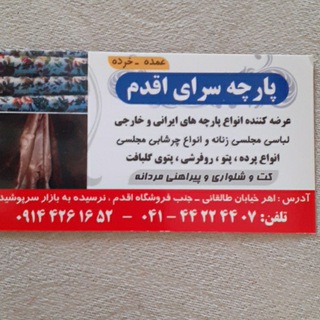 عمده - خرده
پارچه سرای اقدم
عرضه کننده انواع پارچه های ایرانی و خارجی
لباسی مجلسی زنانه و انواع چرشابی مجلسی
انواع پرده ، پتو ، روفرشی ، پتوی گلبافت
کت و شلواری و پیراهنی مردانه
آدرس : اهر خیابان طالقانی - جنب فروشگاه اقدم ، نرسیده به بازار سرپوشیده
تلفن: ۰۴۱-۴۴۲۲۴۴۰۷ - ۰۹۱۴۴۲۶۱۶۵۲